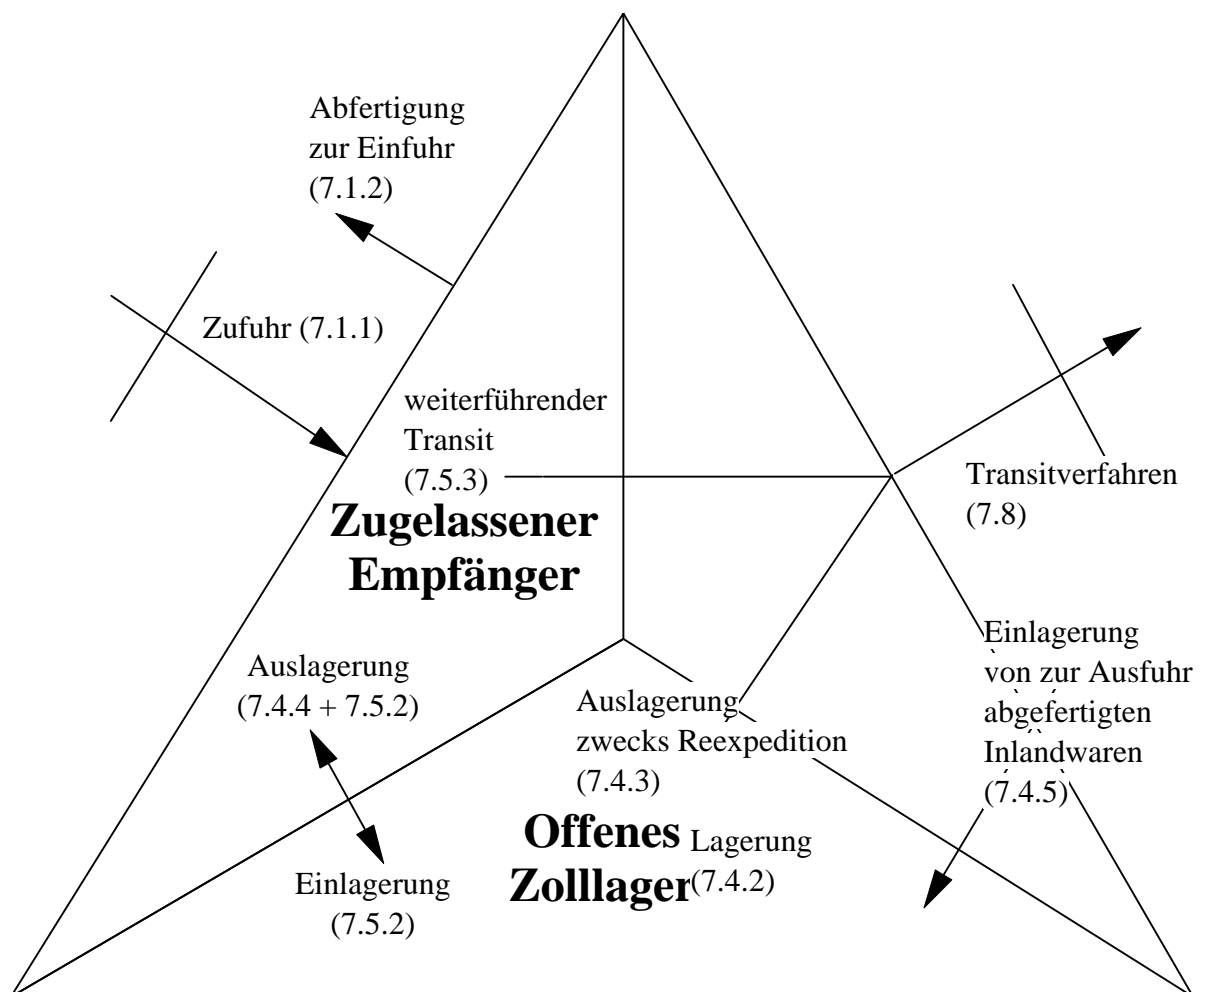 Abfertigung
zur Einfuhr
(7.1.2)
Zufuhr (7.1.1)
weiterführender
Transit
(7.5.3)
Zugelassener
Empfänger
Transitverfahren
(7.8)
Einlagerung
von zur Ausfuhr
abgefertigten
Inlandwaren
(7.4.5)
Auslagerung
(7.4.4 + 7.5.2)
Auslagerung
zwecks Reexpedition
(7.4.3)
Offenes
Zolllager
Lagerung
(7.4.2)
Einlagerung
(7.5.2)